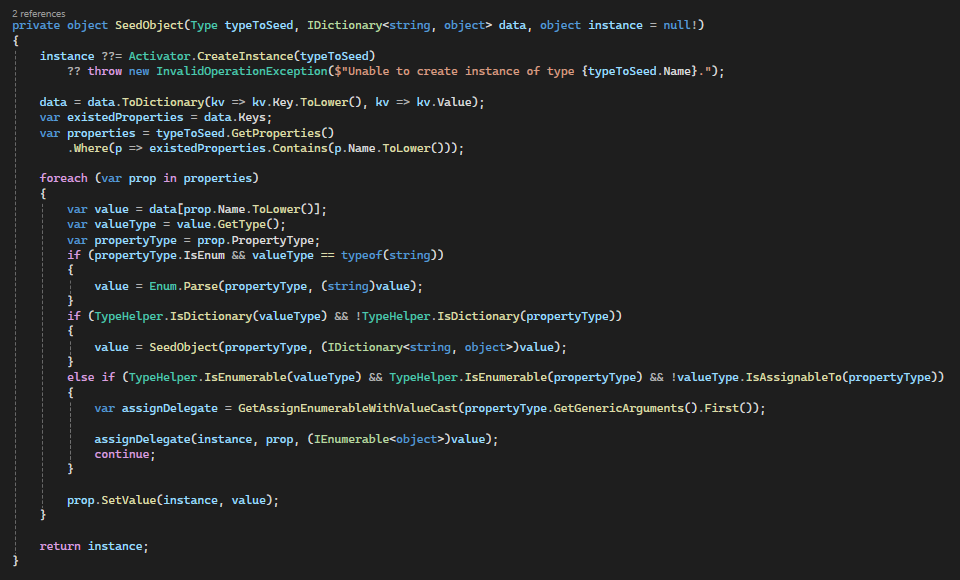 2 references
private object SeedObject(Type typeToSeed, IDictionary<string, object> data, object instance = null!)
{
    instance ??= Activator.CreateInstance(typeToSeed)
        ?? throw new InvalidOperationException($"Unable to create instance of type {typeToSeed.Name}.");

    data = data.ToDictionary(kv => kv.Key.ToLower(), kv => kv.Value);
    var existedProperties = data.Keys;
    var properties = typeToSeed.GetProperties()
        .Where(p => existedProperties.Contains(p.Name.ToLower()));

    foreach (var prop in properties)
    {
        var value = data[prop.Name.ToLower()];
        var valueType = value.GetType();
        var propertyType = prop.PropertyType;
        if (propertyType.IsEnum && valueType == typeof(string))
        {
            value = Enum.Parse(propertyType, (string)value);
        }
        if (TypeHelper.IsDictionary(valueType) && !TypeHelper.IsDictionary(propertyType))
        {
            value = SeedObject(propertyType, (IDictionary<string, object>)value);
        }
        else if (TypeHelper.IsEnumerable(valueType) && TypeHelper.IsEnumerable(propertyType) && !valueType.IsAssignableTo(propertyType))
        {
            var assignDelegate = GetAssignEnumerableWithValueCast(propertyType.GetGenericArguments().First());

            assignDelegate(instance, prop, (IEnumerable<object>)value);
            continue;
        }

        prop.SetValue(instance, value);
    }

    return instance;
}